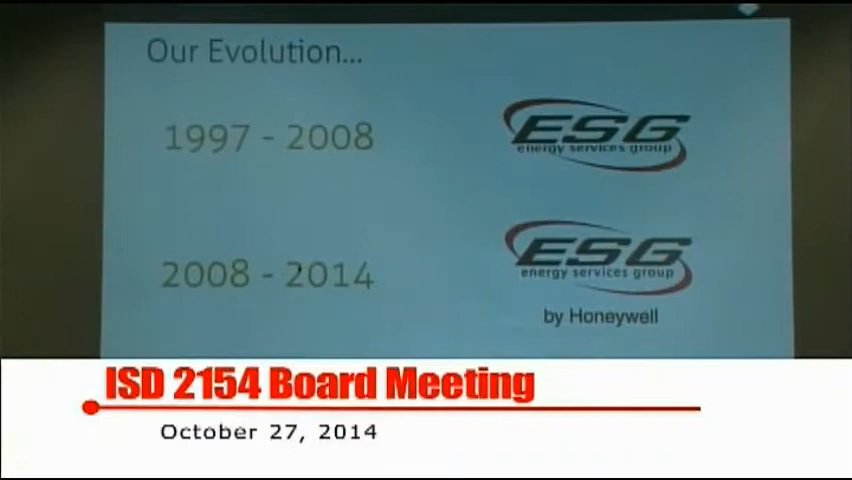 Our Evolution...
1997 - 2008
ESG
energy services group
2008 - 2014
ESG
energy services group
by Honeywell
ISD 2154 Board Meeting
October 27, 2014